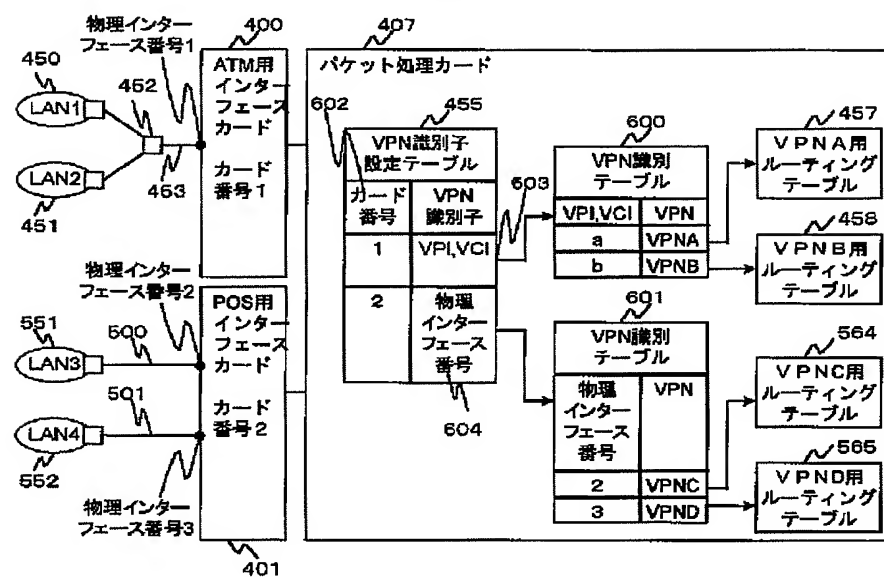 物理インター
フェース番号1
400
407
450
LAN1
452
ATM用
インター
フェース
カード
カード
番号1
パケット処理カード
602
455
VPN識別子
設定テーブル
カード
番号
VPN
識別子
1
VPI,VCI
2
物理
インター
フェース
番号
603
604
600
VPN識別
テーブル
VPI,VCI
VPN
a
VPNA
b
VPNB
457
VPNA用
ルーティング
テーブル
458
VPNB用
ルーティング
テーブル
LAN2
451
453
物理インター
フェース番号2
551
500
LAN3
501
LAN4
552
物理インター
フェース番号3
POS用
インター
フェース
カード
カード
番号2
401
601
VPN識別
テーブル
物理
インター
フェース
番号
VPN
2
VPNC
3
VPND
564
VPNC用
ルーティング
テーブル
565
VPND用
ルーティング
テーブル